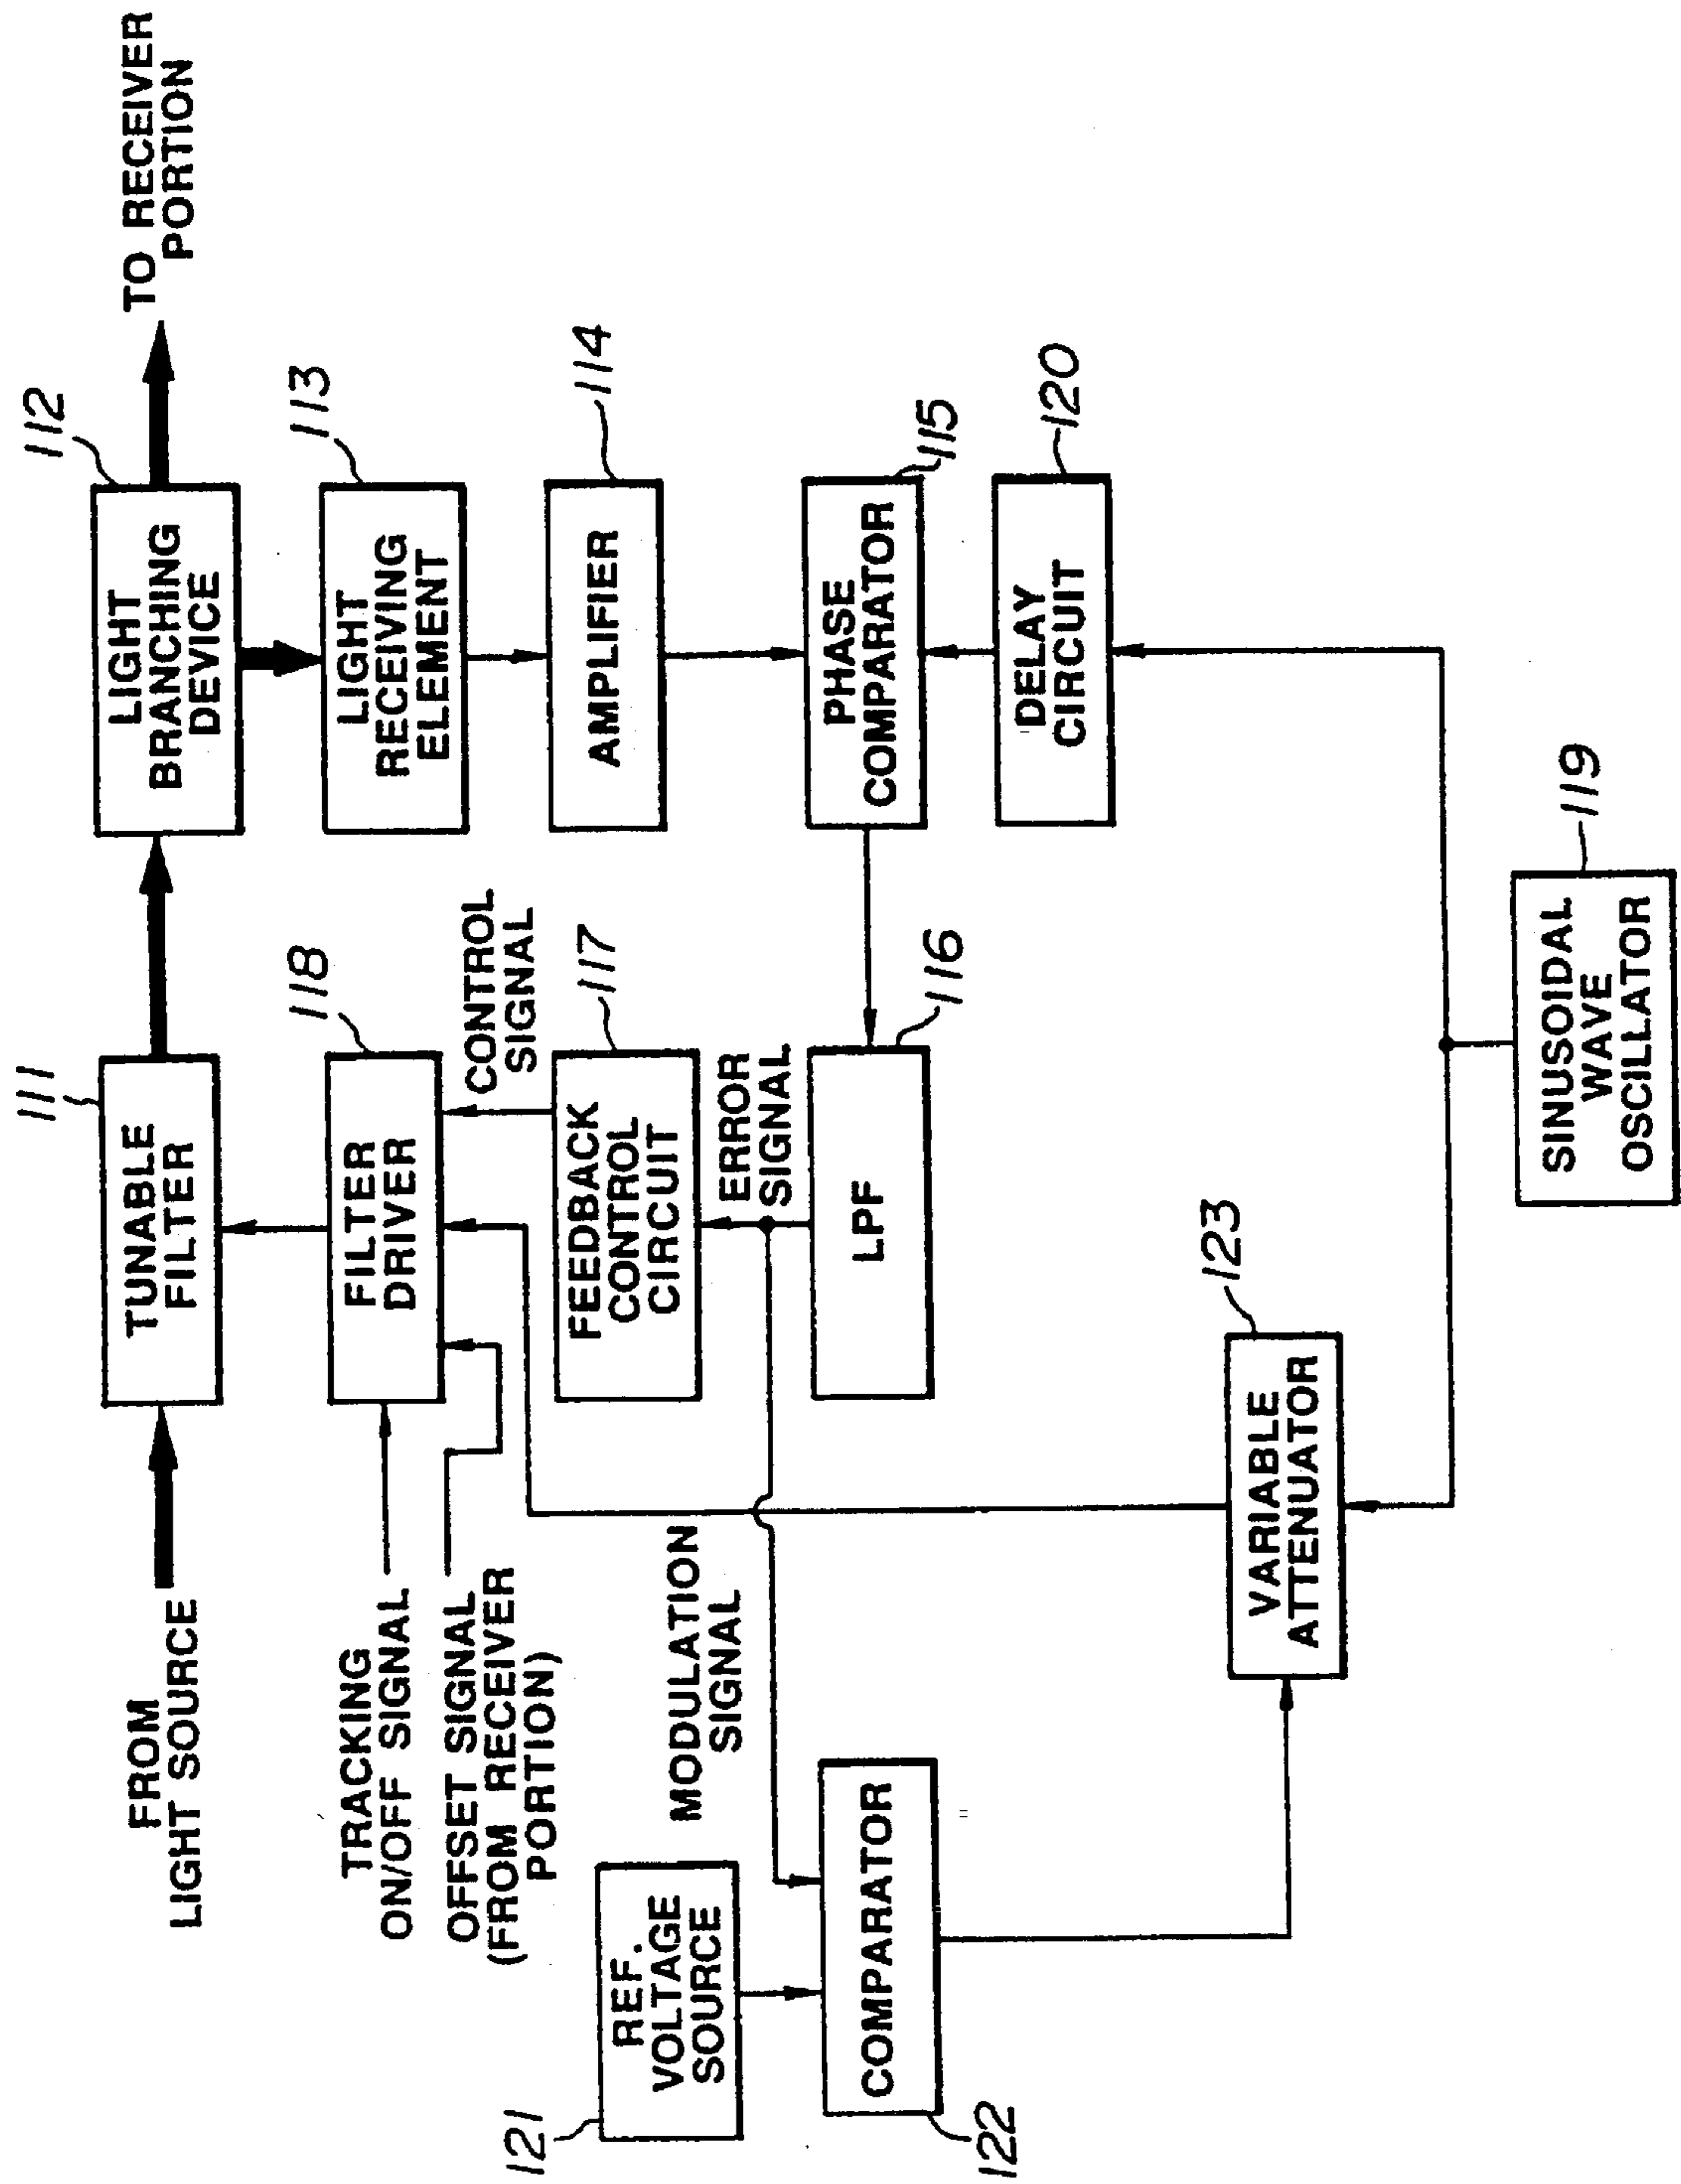 FROM
LIGHT SOURCE
111
TUNABLE
FILTER
112
LIGHT
BRANCHING
DEVICE
TO RECEIVER
PORTION
TRACKING
ON/OFF SIGNAL
OFFSET SIGNAL
(FROM RECEIVER
PORTION)
118
FILTER
DRIVER
113
LIGHT
RECEIVING
ELEMENT
CONTROL
SIGNAL
117
FEEDBACK
CONTROL
CIRCUIT
114
AMPLIFIER
121
REF.
VOLTAGE
SOURCE
MODULATION
SIGNAL
ERROR
SIGNAL
122
COMPARATOR
116
LPF
115
PHASE
COMPARATOR
120
DELAY
CIRCUIT
123
VARIABLE
ATTENUATOR
119
SINUSOIDAL
WAVE
OSCILLATOR